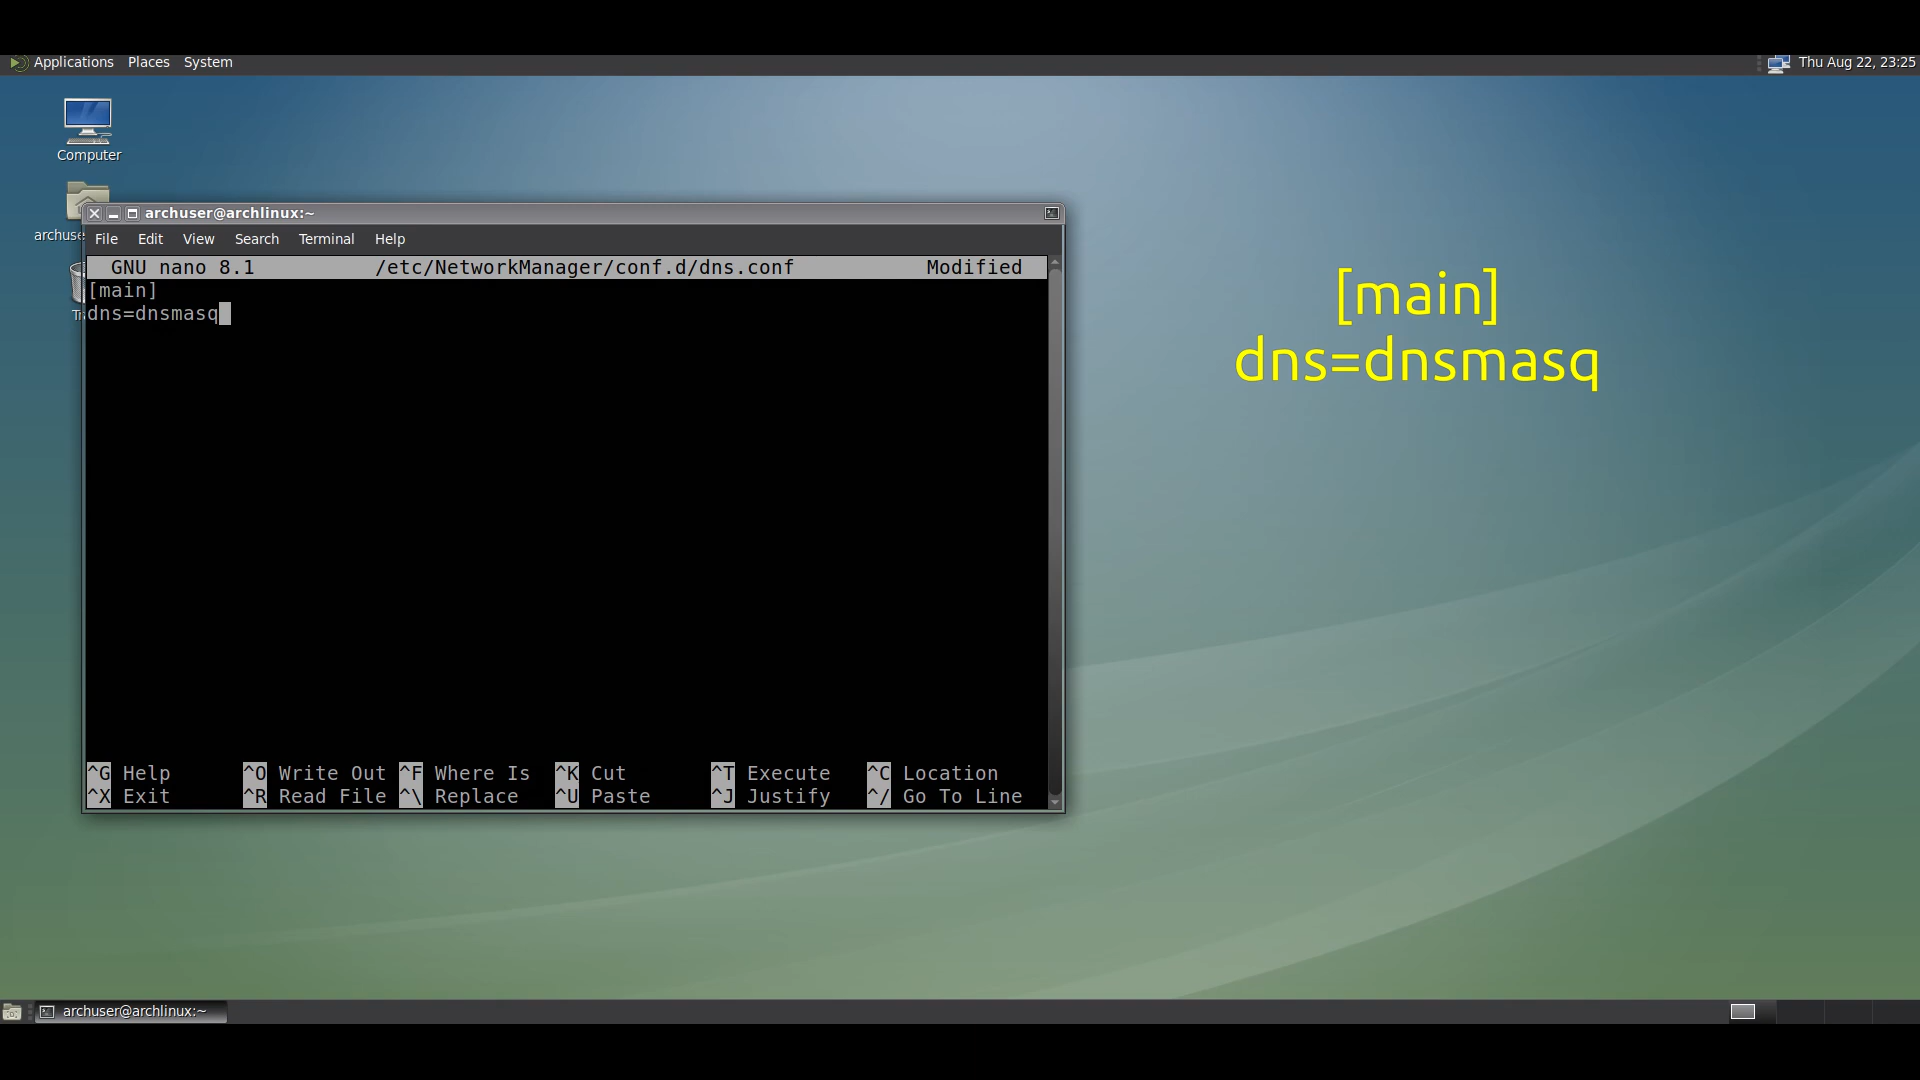 Applications Places System
Thu Aug 22, 23:25
Computer
archuse
archuser@archlinux:~
File Edit View Search Terminal Help
GNU nano 8.1 /etc/NetworkManager/conf.d/dns.conf Modified
[main]
dns=dnsmasq
[main]
dns=dnsmasq
^G Help ^O Write Out ^F Where Is ^K Cut ^T Execute ^C Location
^X Exit ^R Read File ^\ Replace ^U Paste ^J Justify ^/ Go To Line
archuser@archlinux:~